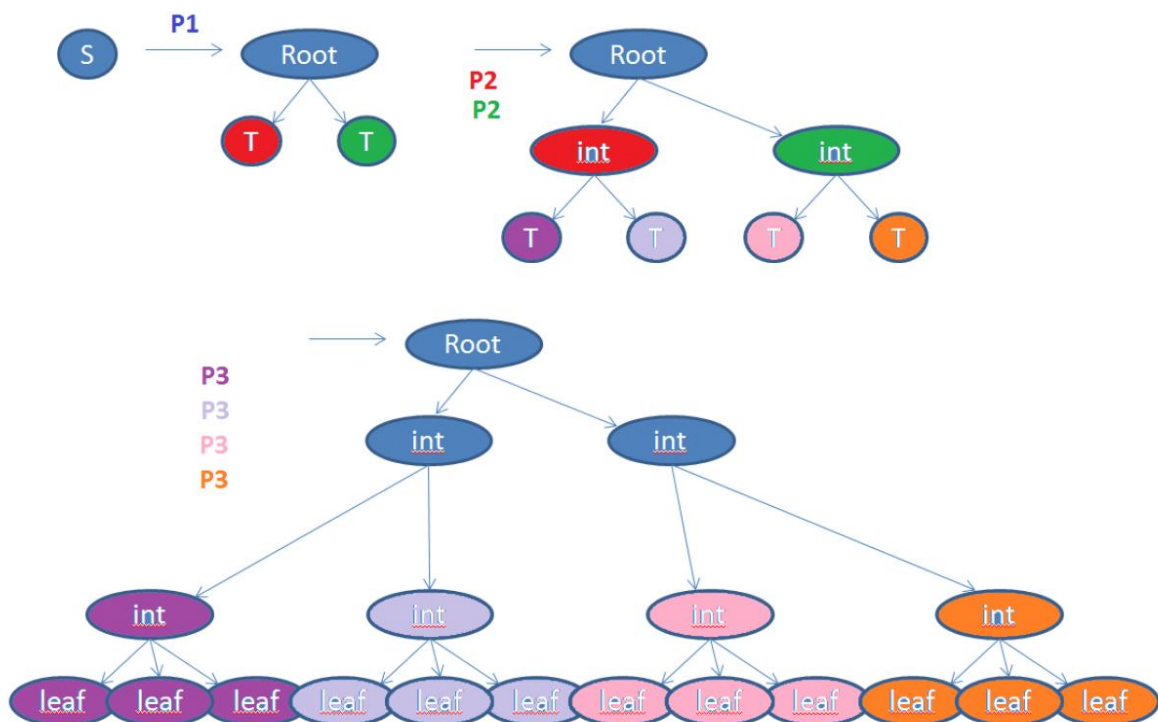 P1
S Root Root
P2
P2
T T int int
T T T T
Root
P3
P3 int int
P3
P3
int int int int
leaf leaf leaf leaf leaf leaf leaf leaf leaf leaf leaf leaf